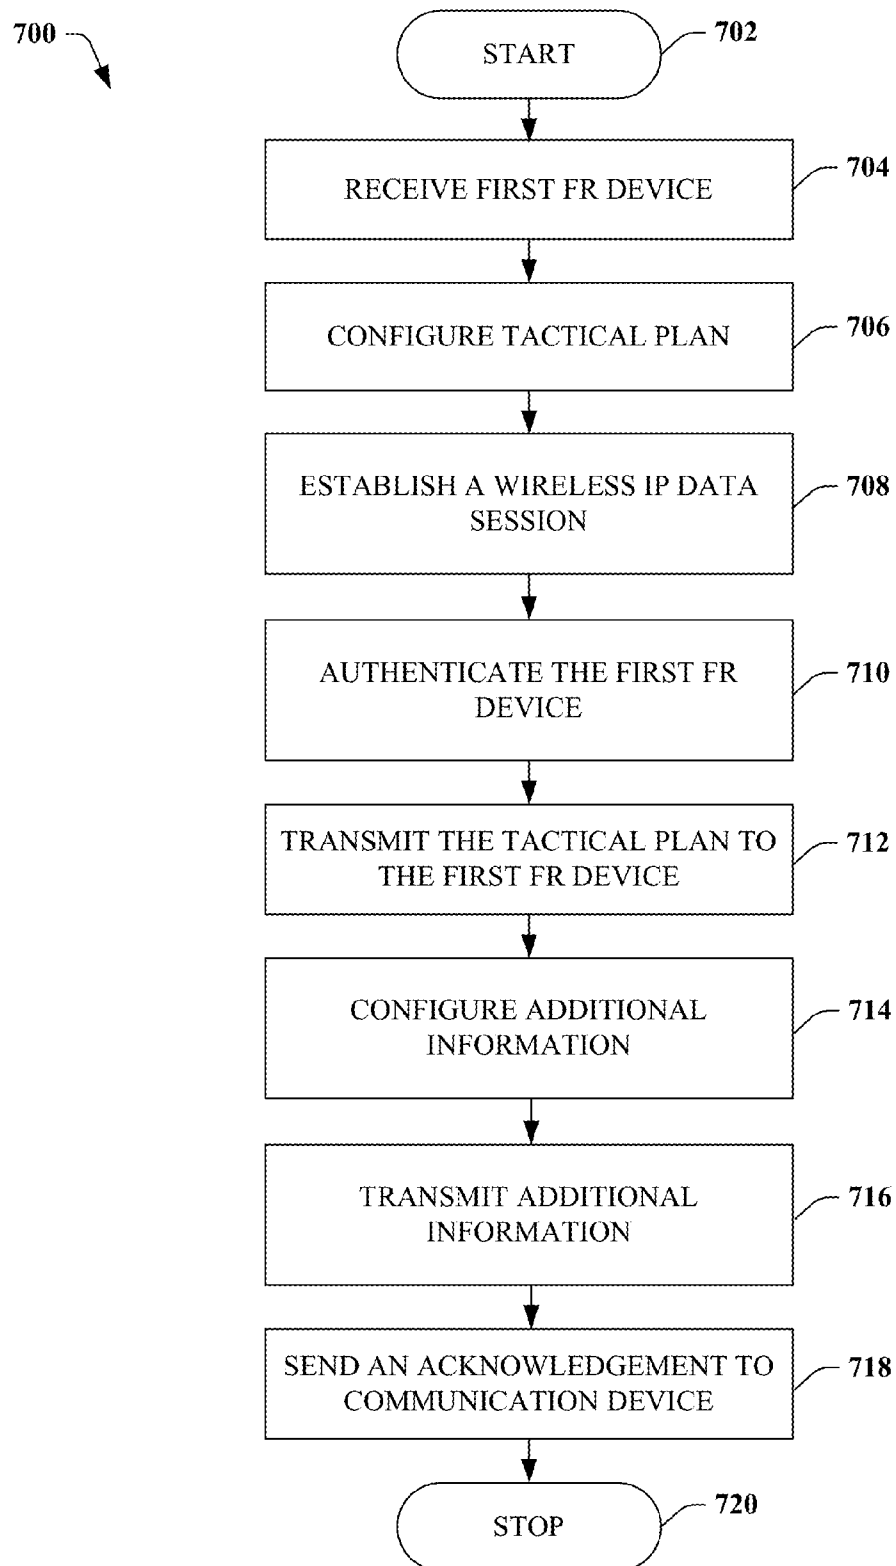 700
START
702
RECEIVE FIRST FR DEVICE
704
CONFIGURE TACTICAL PLAN
706
ESTABLISH A WIRELESS IP DATA
SESSION
708
AUTHENTICATE THE FIRST FR
DEVICE
710
TRANSMIT THE TACTICAL PLAN TO
THE FIRST FR DEVICE
712
CONFIGURE ADDITIONAL
INFORMATION
714
TRANSMIT ADDITIONAL
INFORMATION
716
SEND AN ACKNOWLEDGEMENT TO
COMMUNICATION DEVICE
718
STOP
720